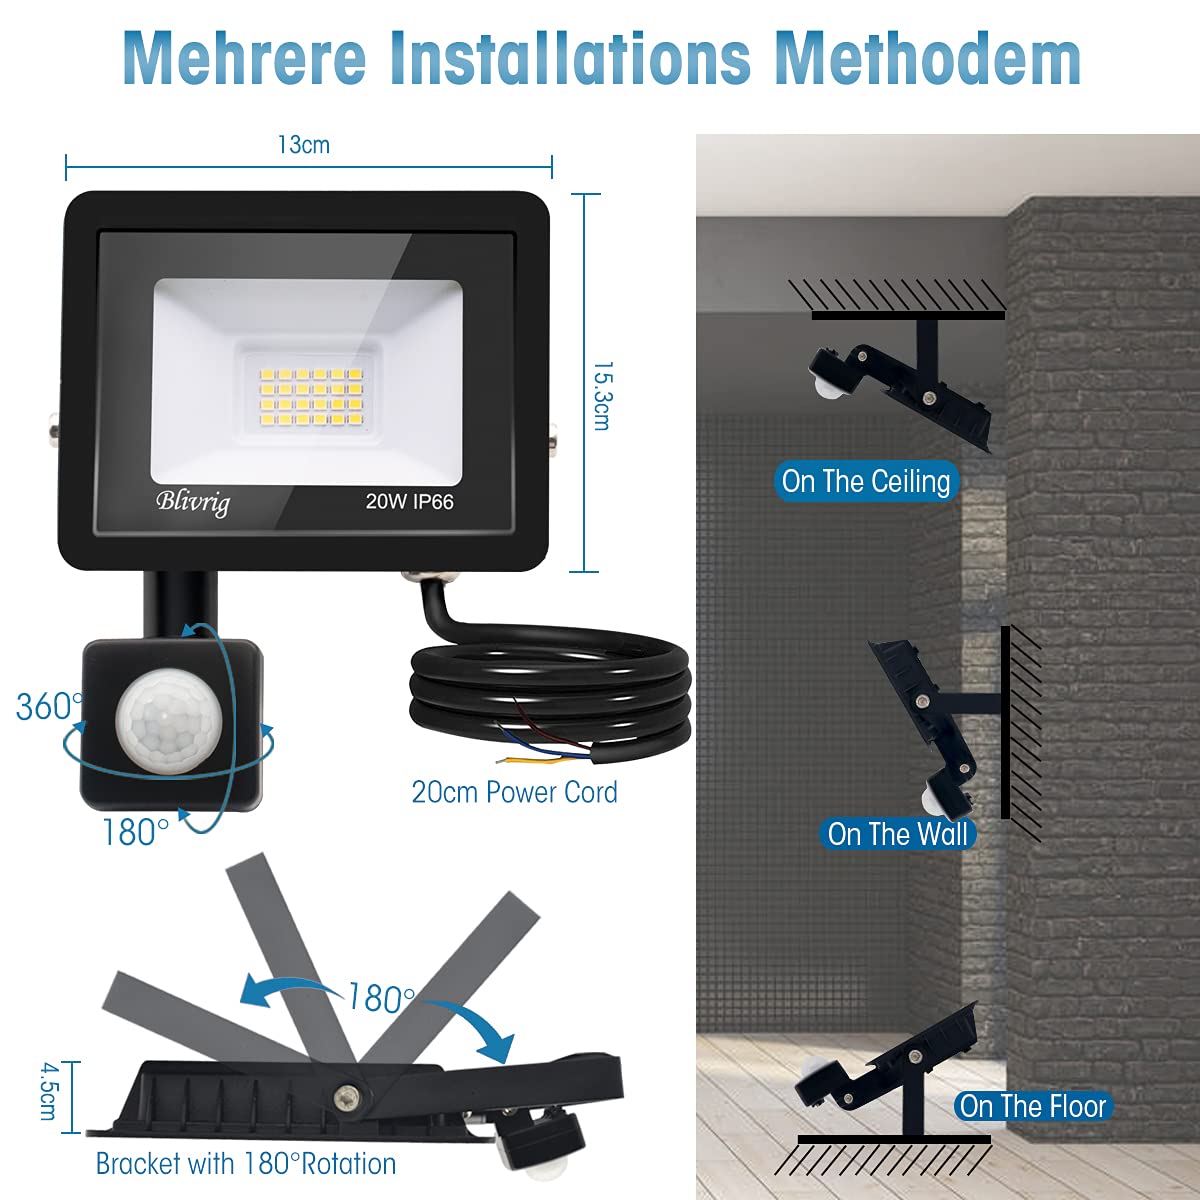 Mehrere Installations Methodem
13cm
15.3cm
Blivrig
20W IP66
360°
180°
20cm Power Cord
180°
4.5cm
Bracket with 180°Rotation
On The Ceiling
On The Wall
On The Floor